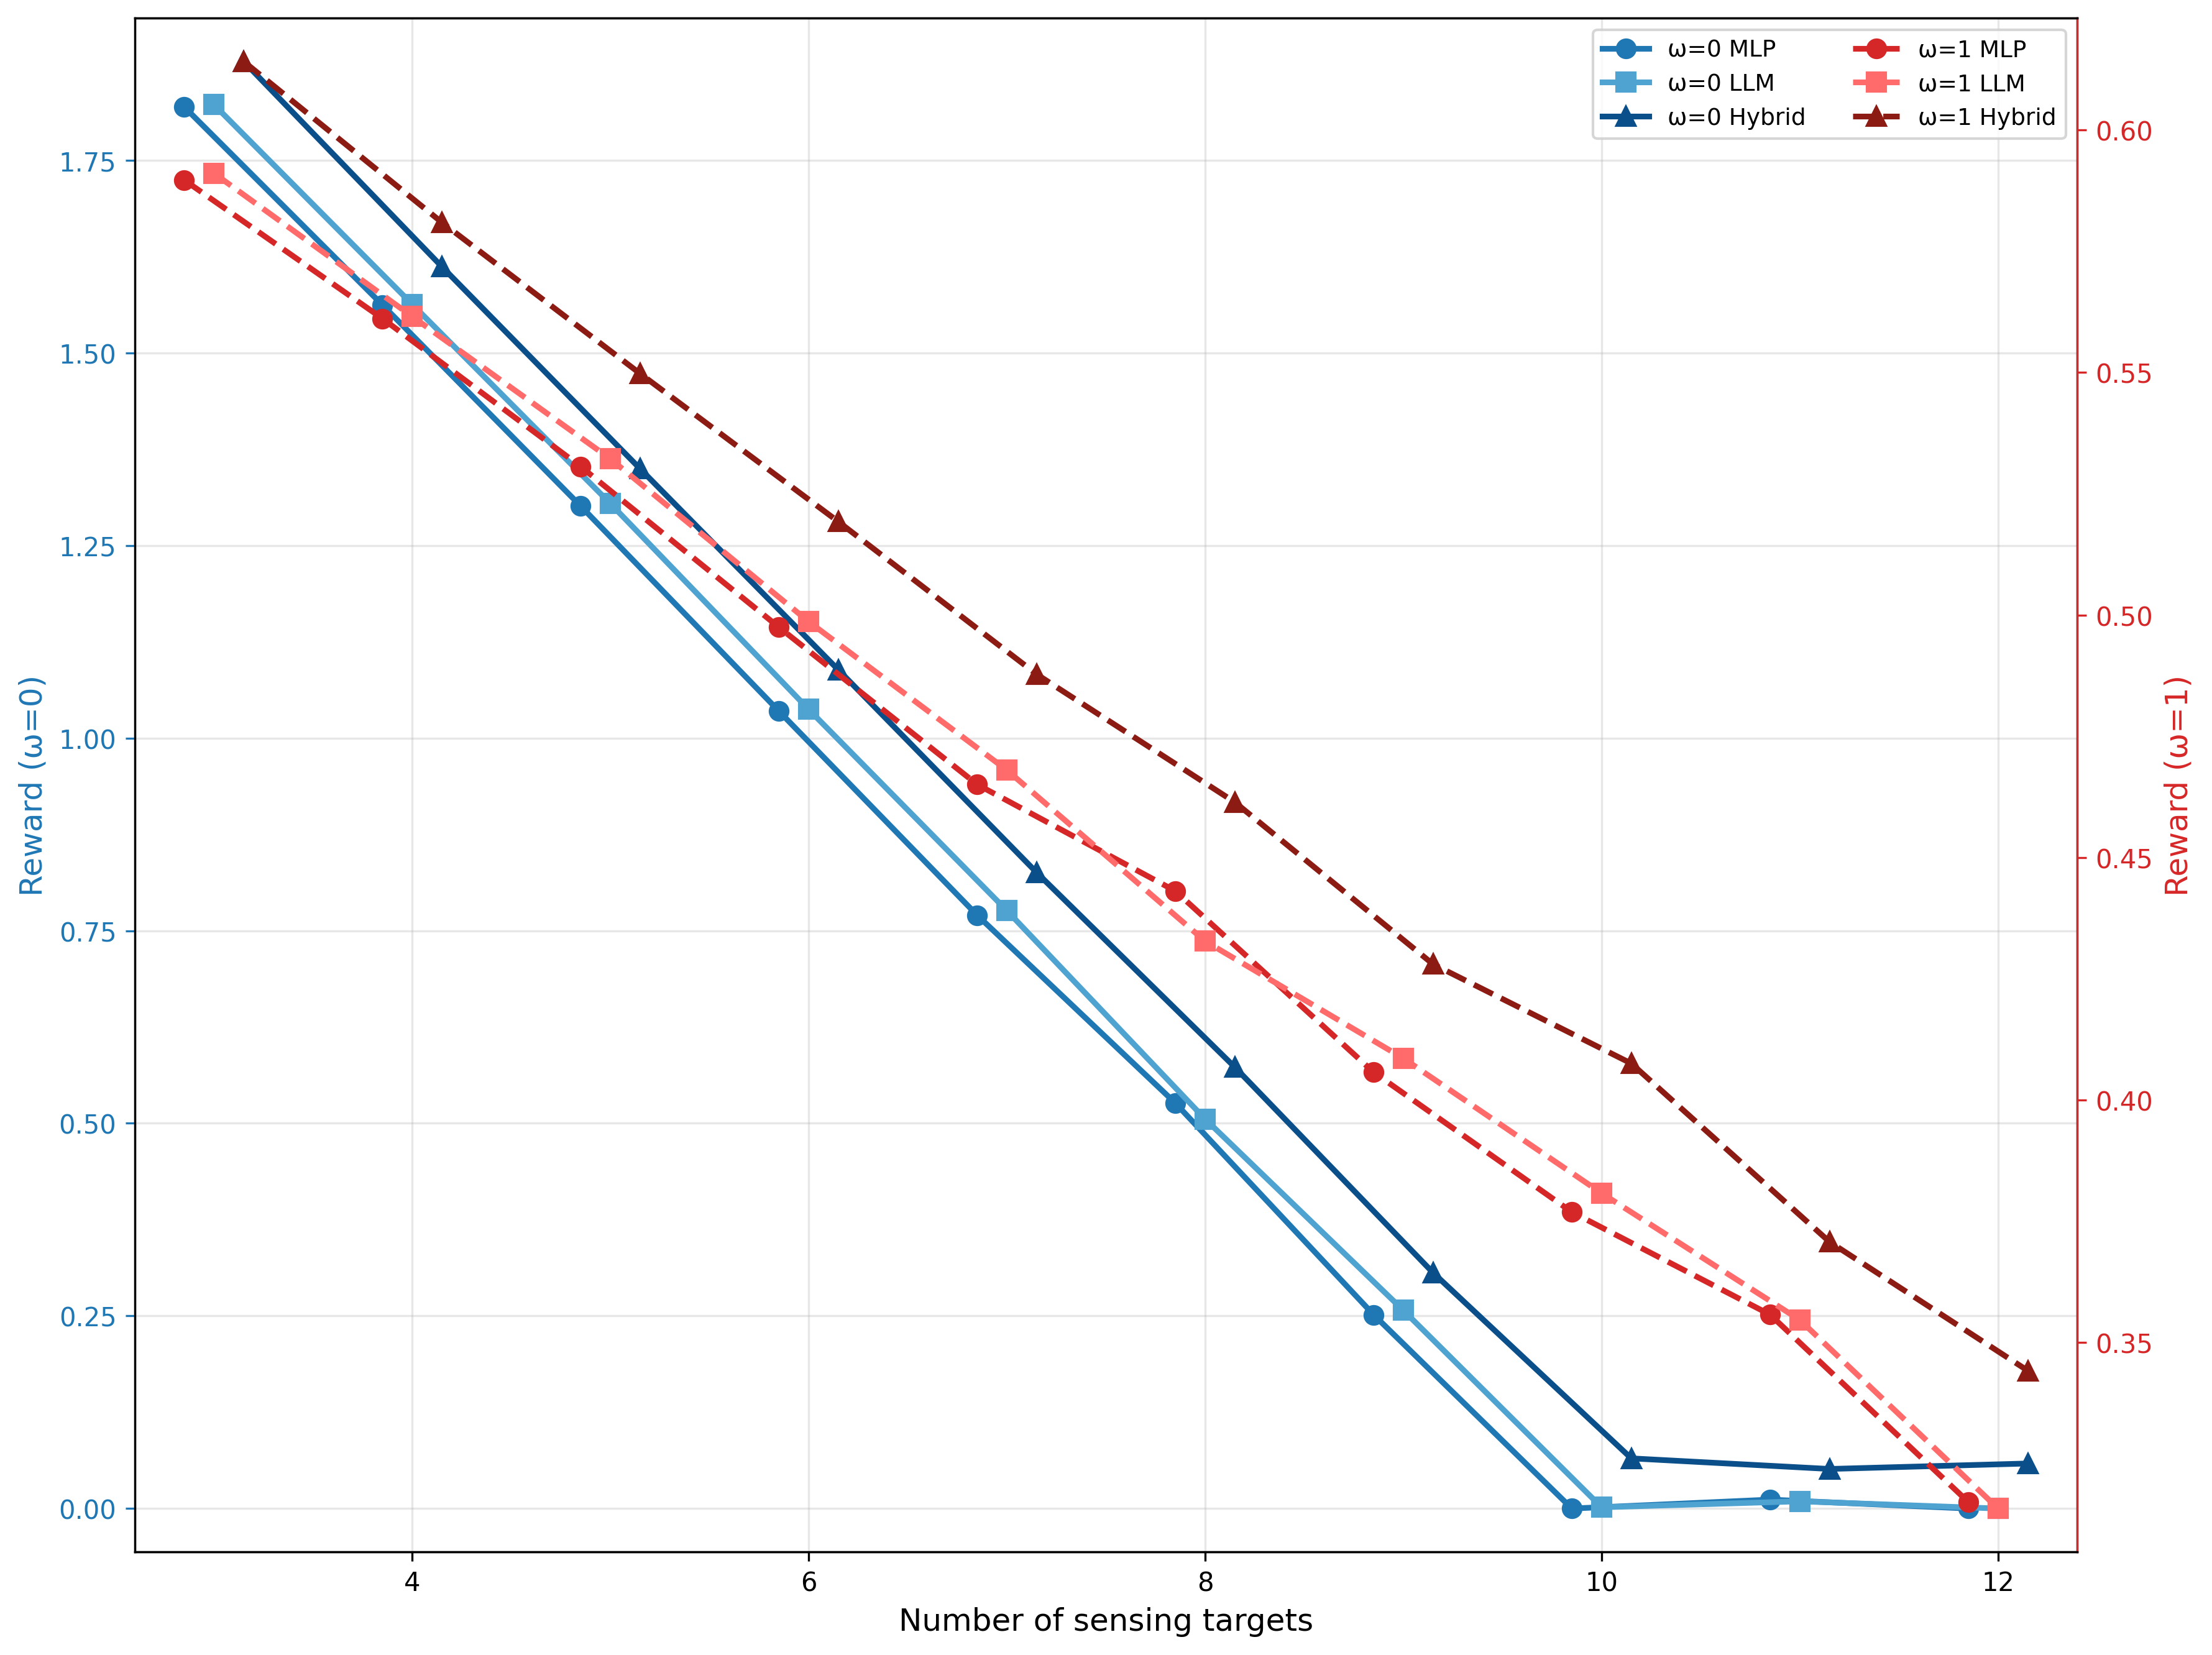 ω=0 MLP
ω=0 LLM
ω=0 Hybrid
ω=1 MLP
ω=1 LLM
ω=1 Hybrid
Reward (ω=0)
1.75
1.50
1.25
1.00
0.75
0.50
0.25
0.00
4
6
8
10
12
Number of sensing targets
0.60
0.55
0.50
0.45
0.40
0.35
Reward (ω=1)